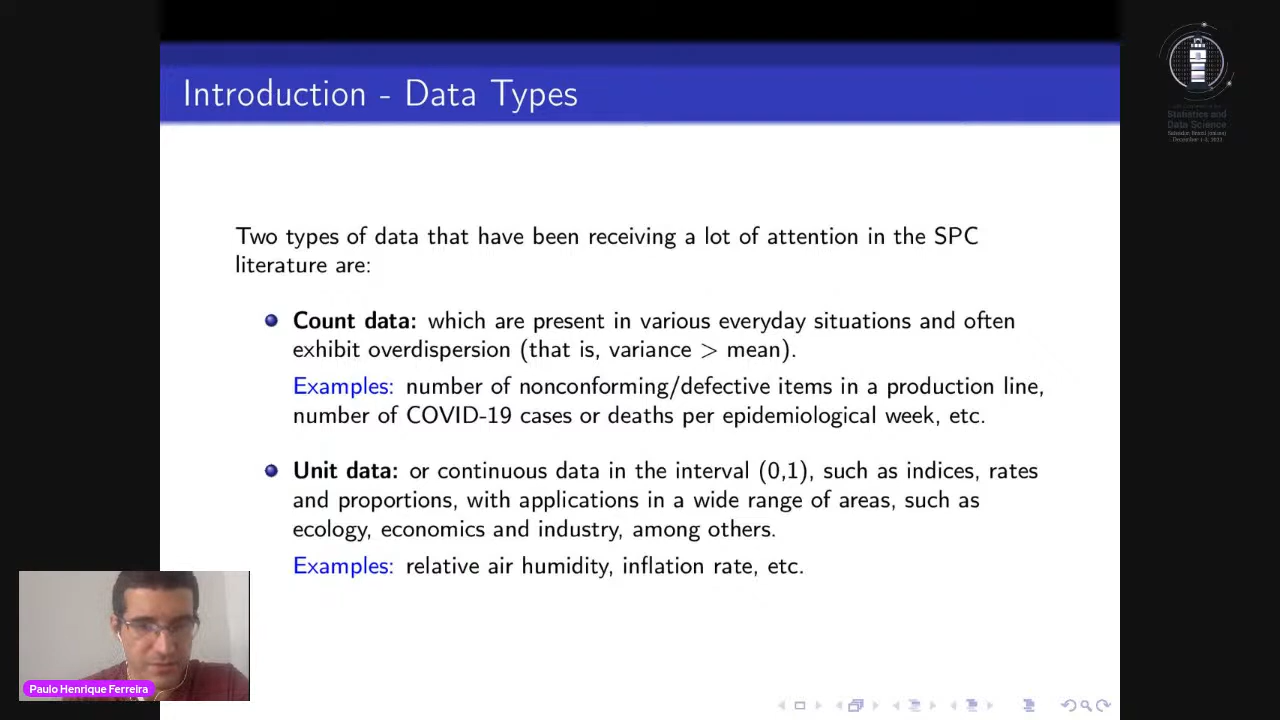 Introduction - Data Types
Statistics and
Data Science
Two types of data that have been receiving a lot of attention in the SPC
literature are:
Count data: which are present in various everyday situations and often
exhibit overdispersion (that is, variance > mean).
Examples: number of nonconforming/defective items in a production line,
number of COVID-19 cases or deaths per epidemiological week, etc.
Unit data: or continuous data in the interval (0,1), such as indices, rates
and proportions, with applications in a wide range of areas, such as
ecology, economics and industry, among others.
Examples: relative air humidity, inflation rate, etc.
Paulo Henrique Ferreira